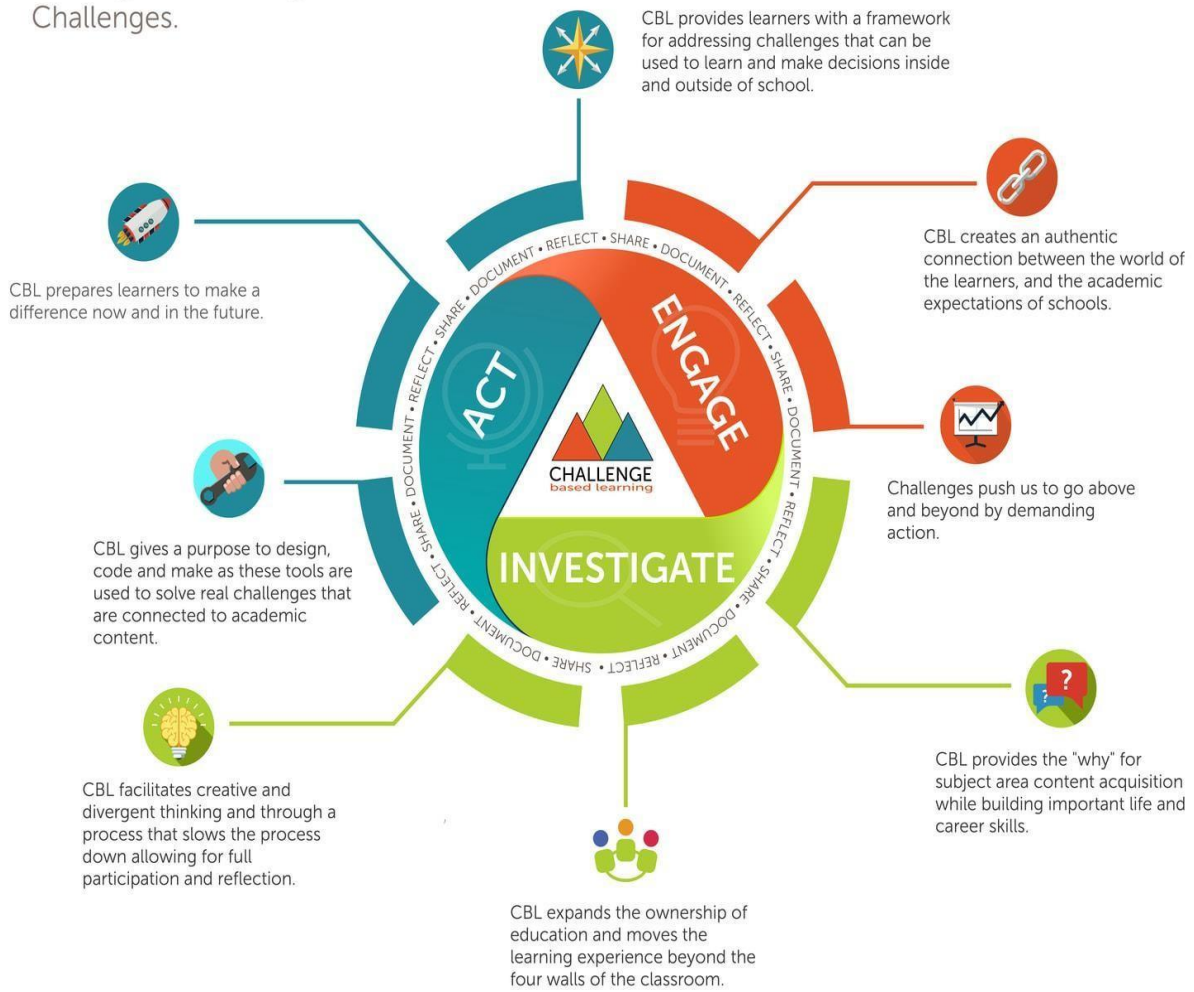 Challenges.
CBL provides learners with a framework
for addressing challenges that can be
used to learn and make decisions inside
and outside of school.
CBL creates an authentic
connection between the world of
the learners, and the academic
expectations of schools.
Challenges push us to go above
and beyond by demanding
action.
CBL provides the "why" for
subject area content acquisition
while building important life and
career skills.
CBL expands the ownership of
education and moves the
learning experience beyond the
four walls of the classroom.
CBL facilitates creative and
divergent thinking and through a
process that slows the process
down allowing for full
participation and reflection.
CBL gives a purpose to design,
code and make as these tools are
used to solve real challenges that
are connected to academic
content.
CBL prepares learners to make a
difference now and in the future.
ENGAGE
INVESTIGATE
ACT
CHALLENGE
based learning
SHARE • DOCUMENT • REFLECT • SHARE • DOCUMENT • REFLECT • SHARE • DOCUMENT • REFLECT • SHARE • DOCUMENT • REFLECT • SHARE • DOCUMENT • REFLECT • SHARE • DOCUMENT • REFLECT •
?
?